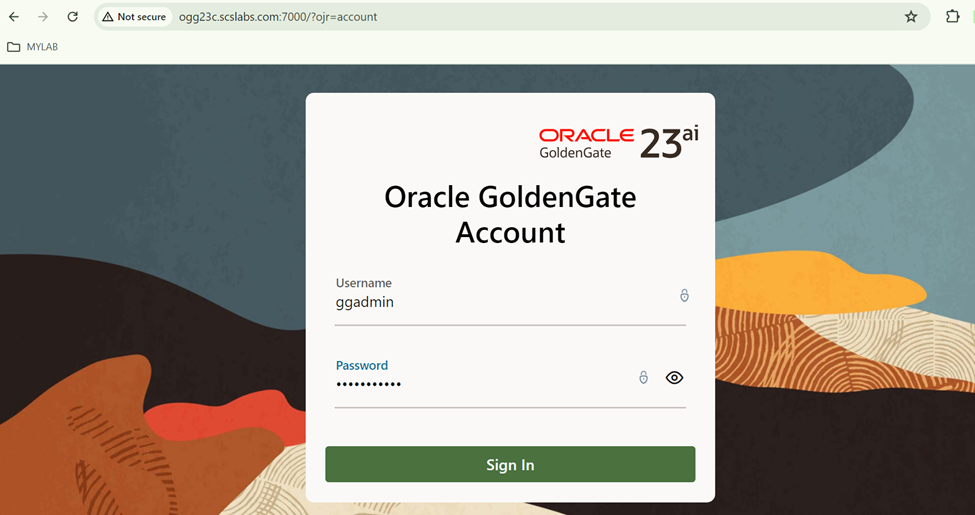 Not secure ogg23c.scslabs.com:7000/?ojr=account
MYLAB
ORACLE
GoldenGate 23ai
Oracle GoldenGate
Account
Username
ggadmin
Password
•••••••••••
Sign In